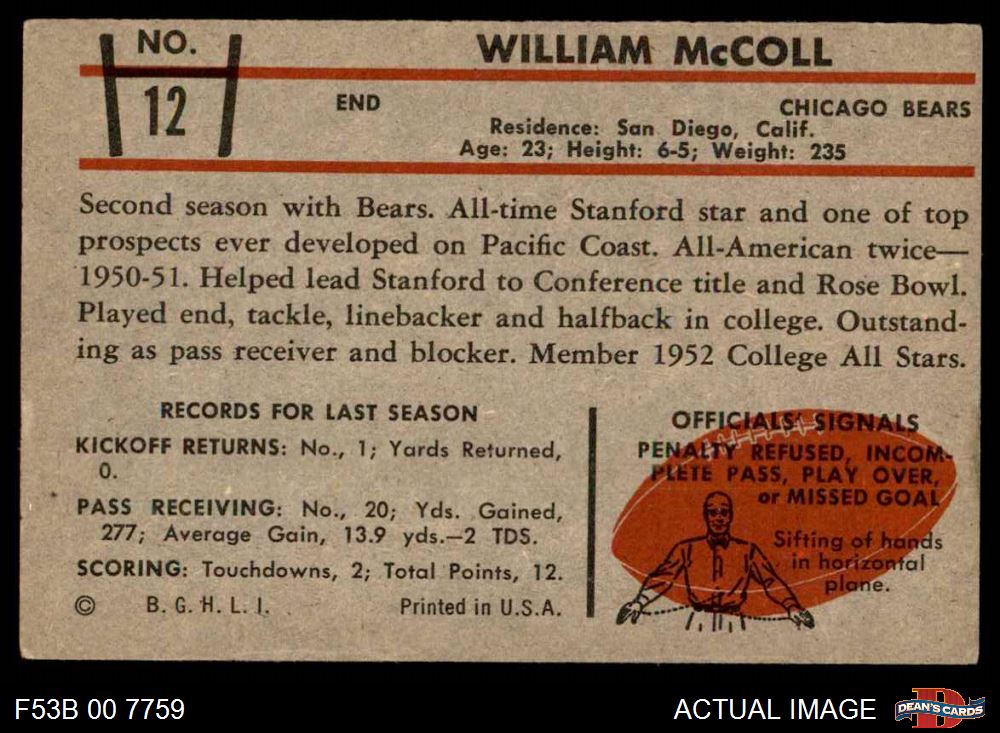 NO.
12
WILLIAM McCOLL
END
CHICAGO BEARS
Residence: San Diego, Calif.
Age: 23; Height: 6-5; Weight: 235
Second season with Bears. All-time Stanford star and one of top
prospects ever developed on Pacific Coast. All-American twice—
1950-51. Helped lead Stanford to Conference title and Rose Bowl.
Played end, tackle, linebacker and halfback in college. Outstand-
ing as pass receiver and blocker. Member 1952 College All Stars.
RECORDS FOR LAST SEASON
KICKOFF RETURNS: No., 1; Yards Returned,
0.
PASS RECEIVING: No., 20; Yds. Gained,
277; Average Gain, 13.9 yds.—2 TDS.
SCORING: Touchdowns, 2; Total Points, 12.
© B. G. H. L. I. Printed in U.S.A.
OFFICIALS' SIGNALS
PENALTY REFUSED, INCOM-
PLETE PASS, PLAY OVER,
or MISSED GOAL
Sifting of hands
in horizontal
plane.
F53B 00 7759
ACTUAL IMAGE
D
DEAN'S CARDS